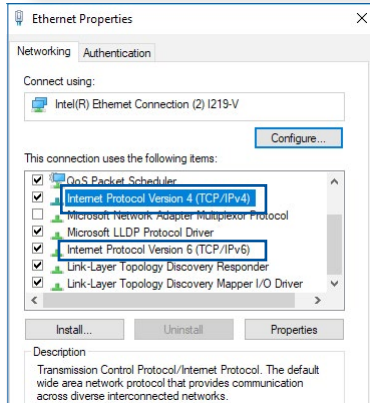 Ethernet Properties
Networking
Authentication
Connect using:
Intel(R) Ethernet Connection (2) I219-V
Configure...
This connection uses the following items:
QoS Packet Scheduler
Internet Protocol Version 4 (TCP/IPv4)
Microsoft Network Adapter Multiplexor Protocol
Microsoft LLDP Protocol Driver
Internet Protocol Version 6 (TCP/IPv6)
Link-Layer Topology Discovery Responder
Link-Layer Topology Discovery Mapper I/O Driver
Install...
Uninstall
Properties
Description
Transmission Control Protocol/Internet Protocol. The default
wide area network protocol that provides communication
across diverse interconnected networks.